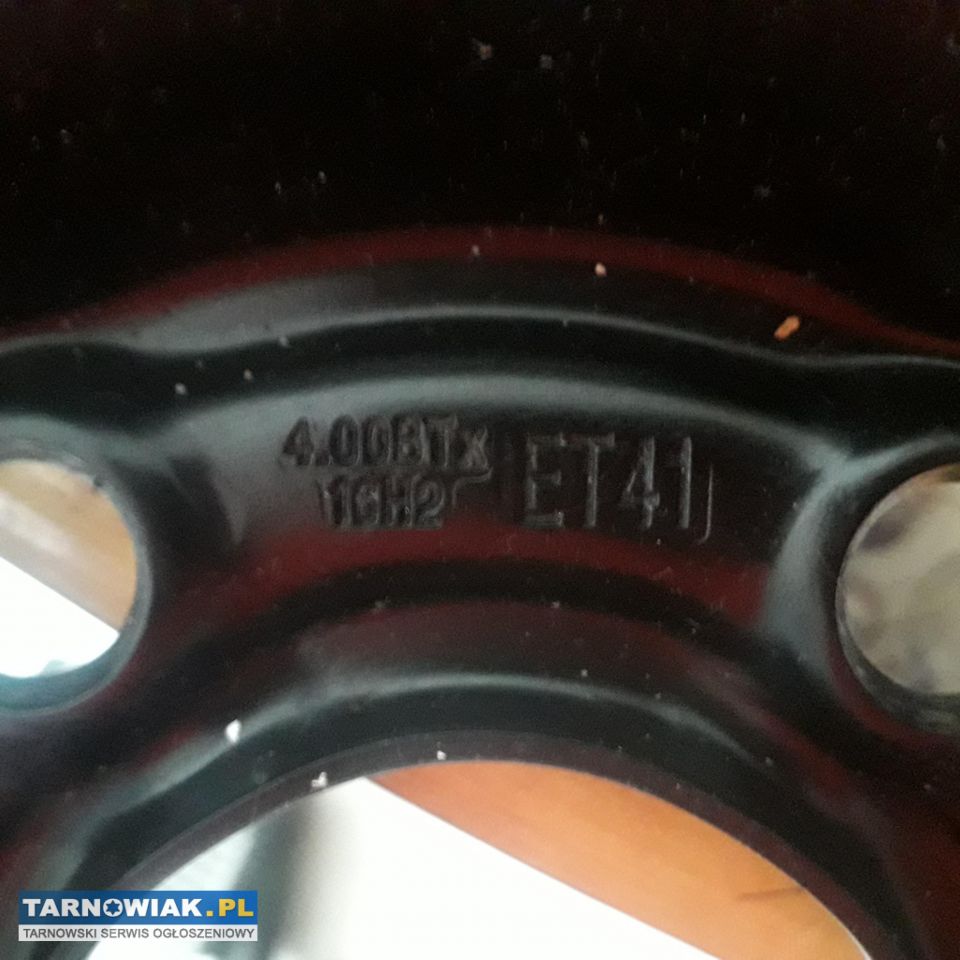 4.00BTx
16H2
ET41
TARNOWIAK.PL
TARNOWSKI SERWIS OGŁOSZENIOWY